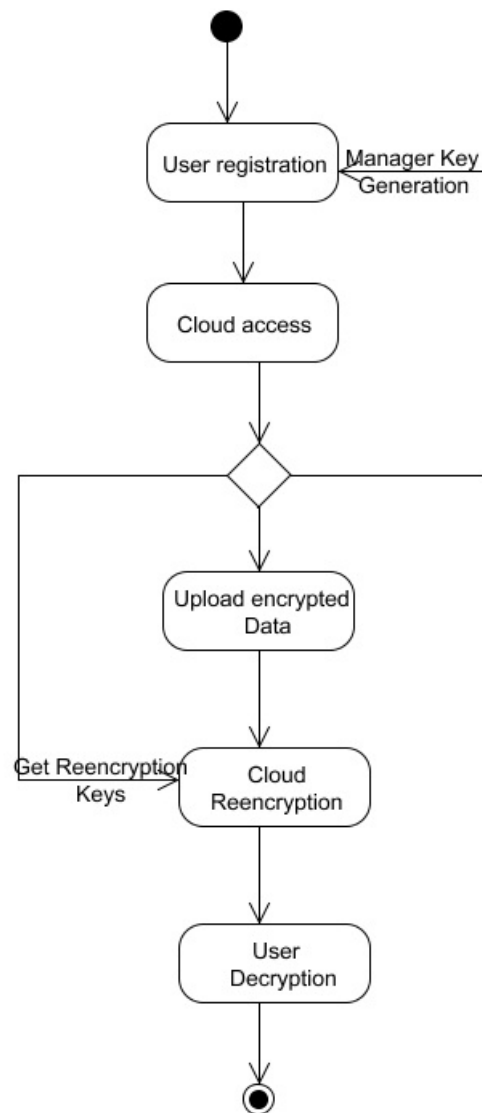 User registration
Manager Key
Generation
Cloud access
Upload encrypted
Data
Get Reencryption
Keys
Cloud
Reencryption
User
Decryption